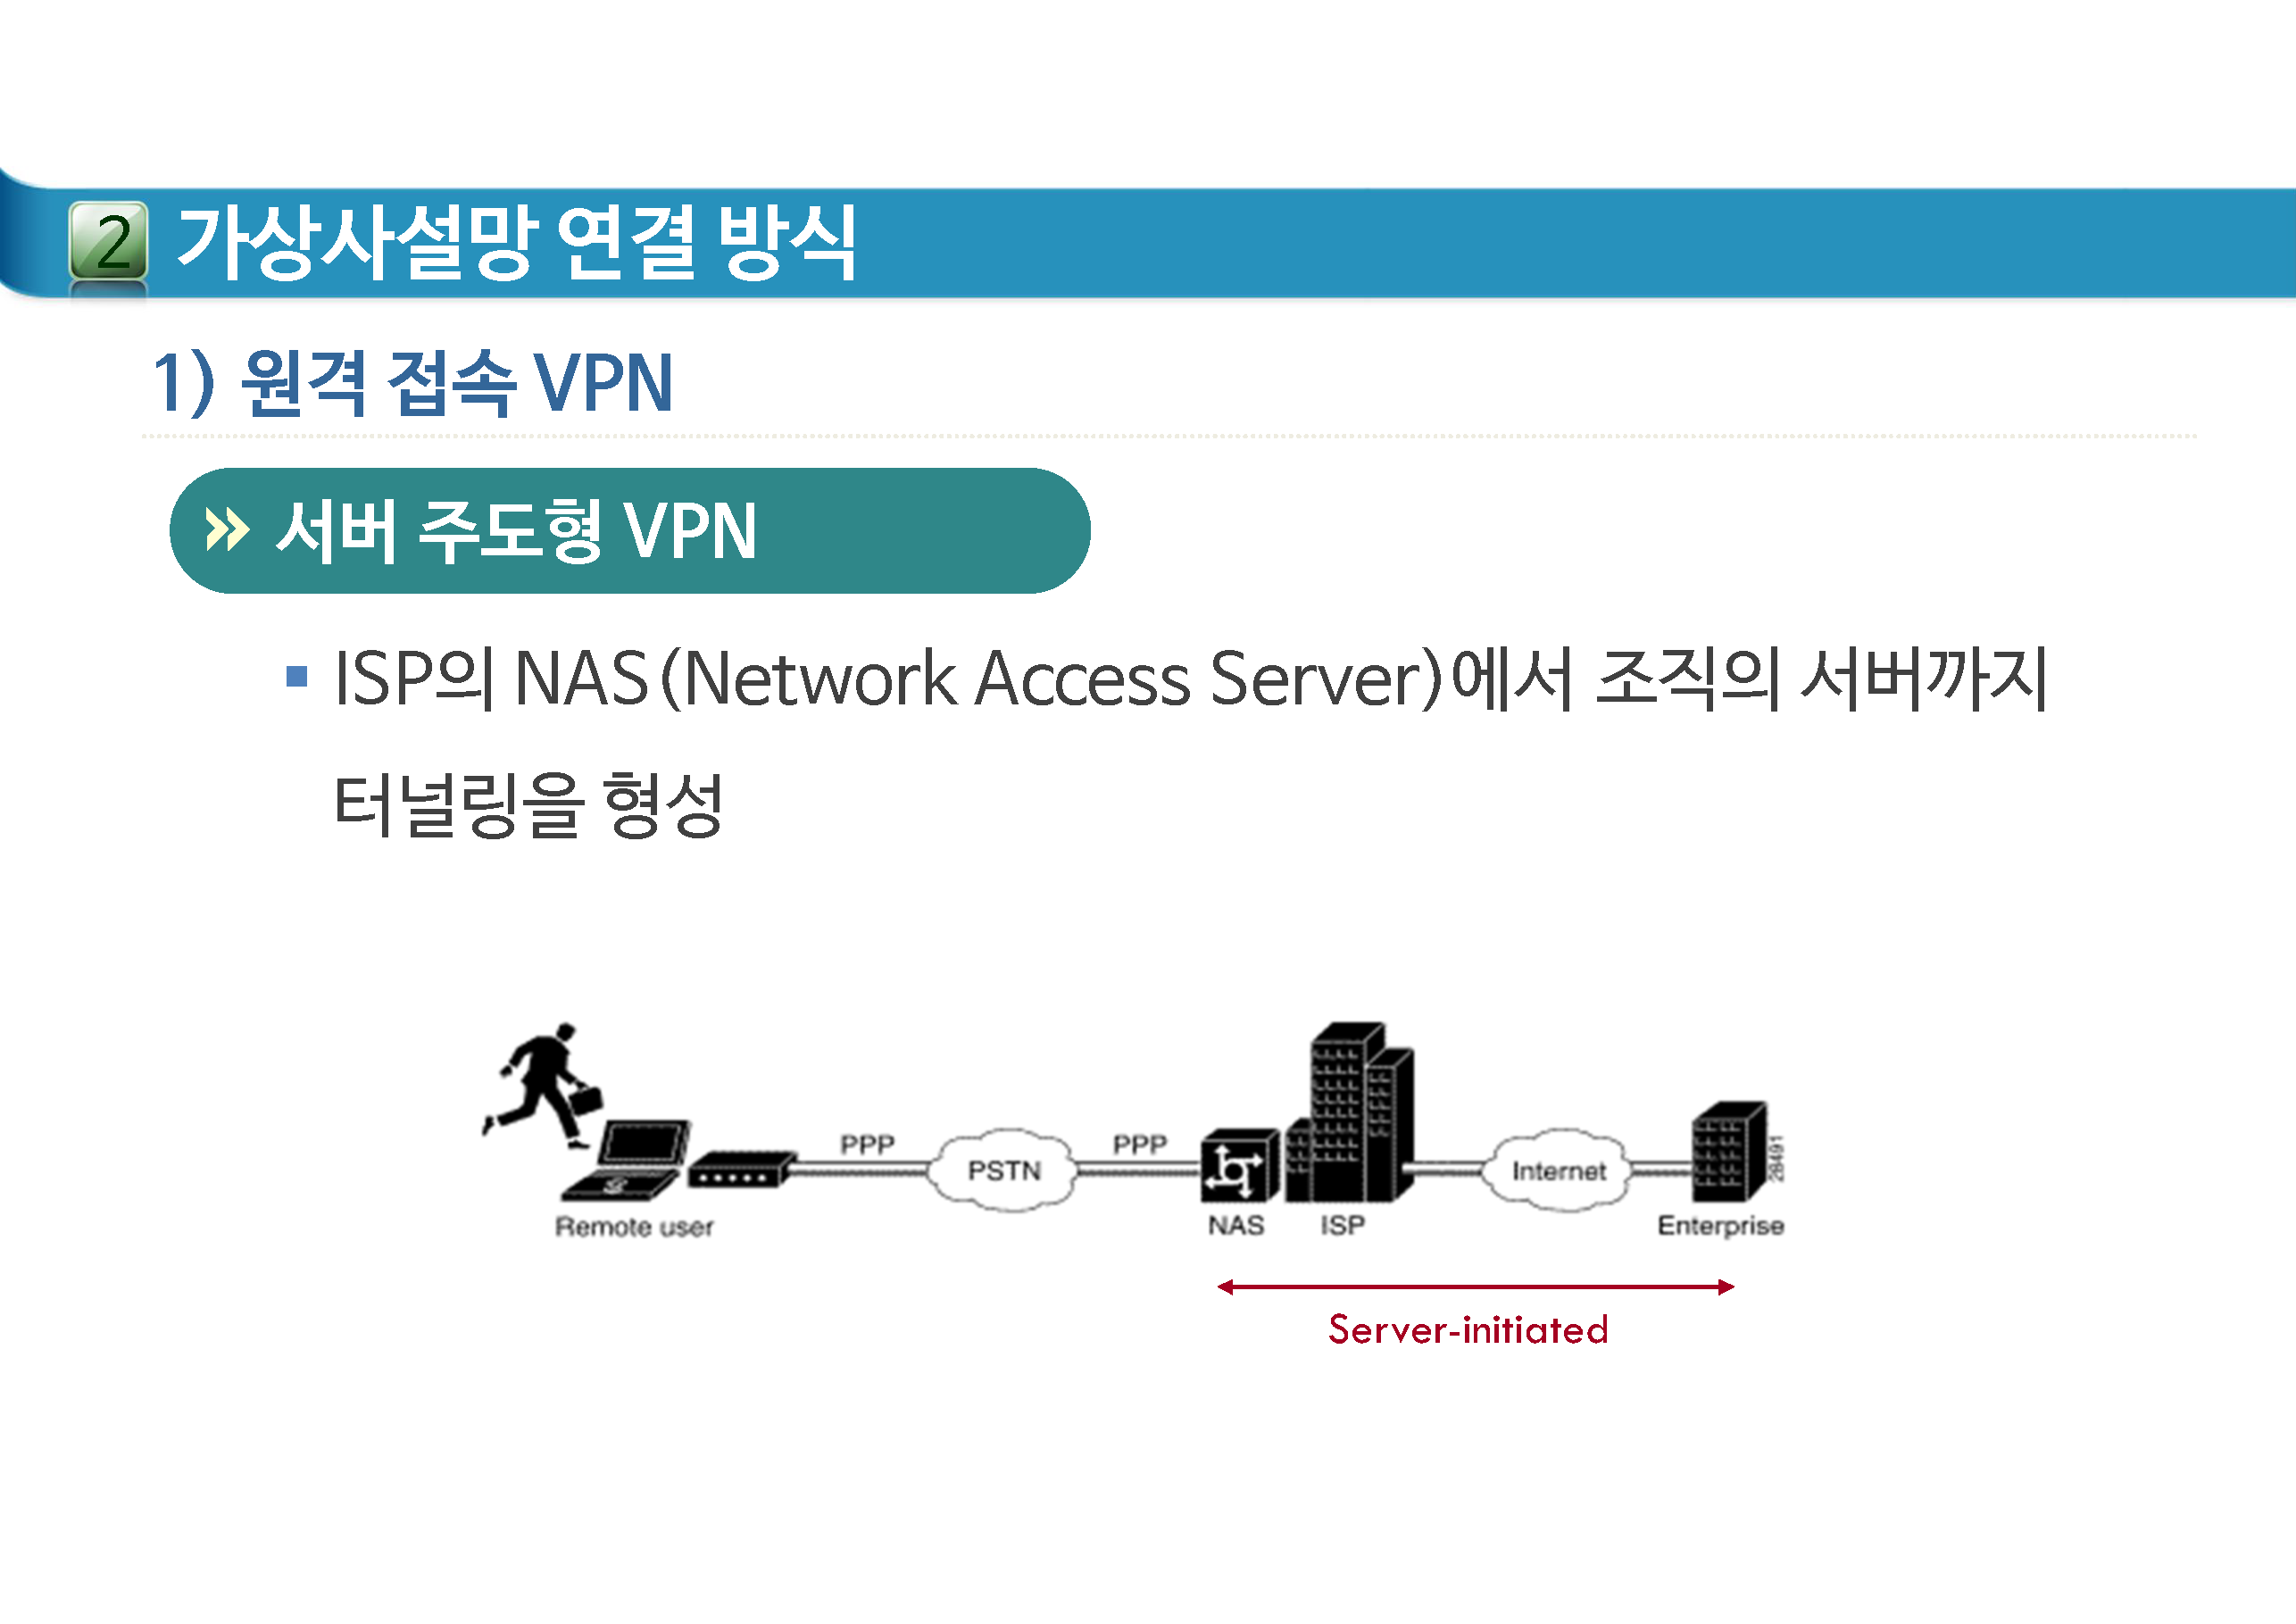 2 가상사설망 연결 방식
1) 원격 접속 VPN
» 서버 주도형 VPN
▪ ISP의 NAS(Network Access Server)에서 조직의 서버까지
터널링을 형성
PPP
PSTN
PPP
Internet
28491
Remote user
NAS
ISP
Enterprise
Server-initiated